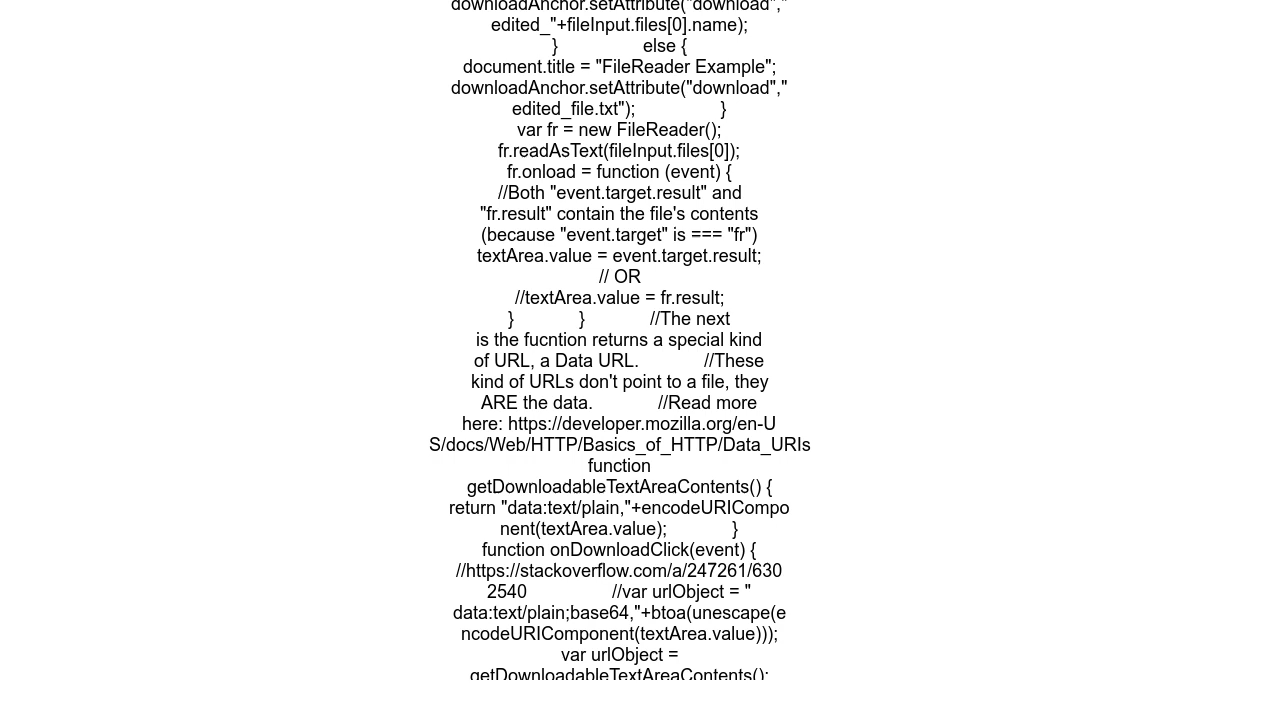 downloadAnchor.setAttribute("download","
edited_"+fileInput.files[0].name);
} else {
document.title = "FileReader Example";
downloadAnchor.setAttribute("download","
edited_file.txt"); }
var fr = new FileReader();
fr.readAsText(fileInput.files[0]);
fr.onload = function (event) {
//Both "event.target.result" and
"fr.result" contain the file's contents
(because "event.target" is === "fr")
textArea.value = event.target.result;
// OR
//textArea.value = fr.result;
} } //The next
is the fucntion returns a special kind
of URL, a Data URL. //These
kind of URLs don't point to a file, they
ARE the data. //Read more
here: https://developer.mozilla.org/en-U
S/docs/Web/HTTP/Basics_of_HTTP/Data_URIs
function
getDownloadableTextAreaContents() {
return "data:text/plain,"+encodeURICompo
nent(textArea.value); }
function onDownloadClick(event) {
//https://stackoverflow.com/a/247261/630
2540 //var urlObject = "
data:text/plain;base64,"+btoa(unescape(e
ncodeURIComponent(textArea.value)));
var urlObject =
getDownloadableTextAreaContents();